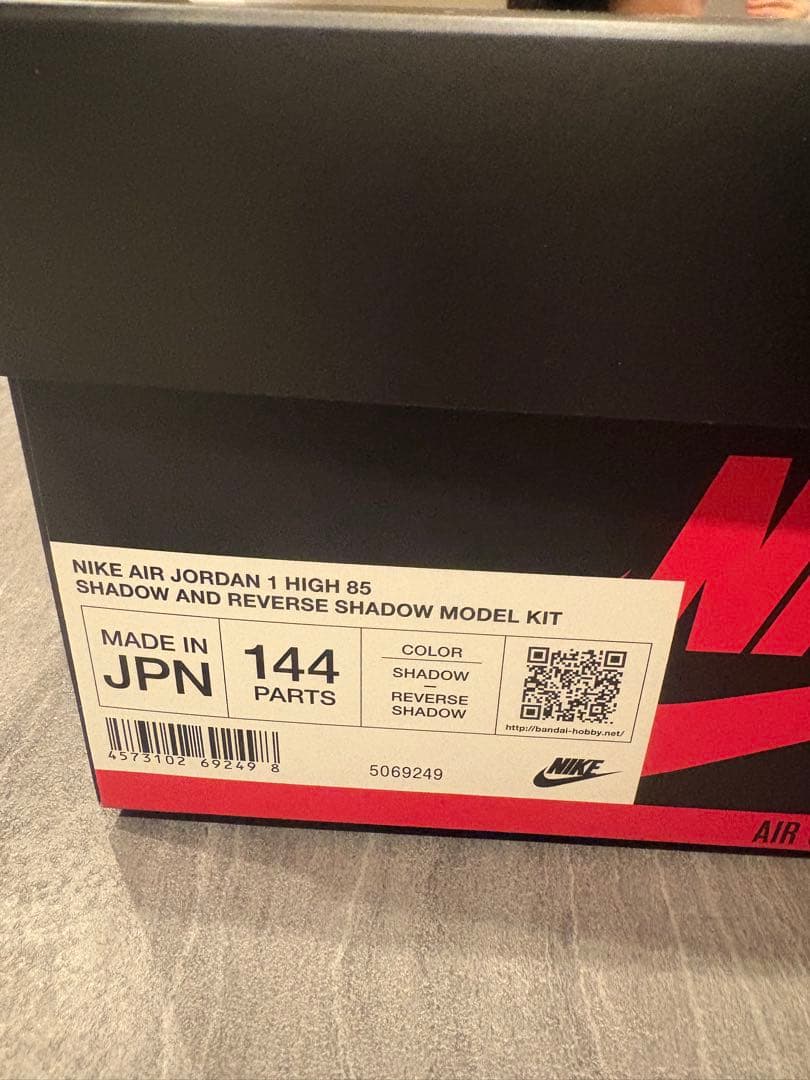 NIKE AIR JORDAN 1 HIGH 85
SHADOW AND REVERSE SHADOW MODEL KIT
MADE IN
JPN
144
PARTS
COLOR
SHADOW
–
REVERSE
SHADOW
http://bandai-hobby.net/
4573102 69249 8
5069249
NIKE
AIR